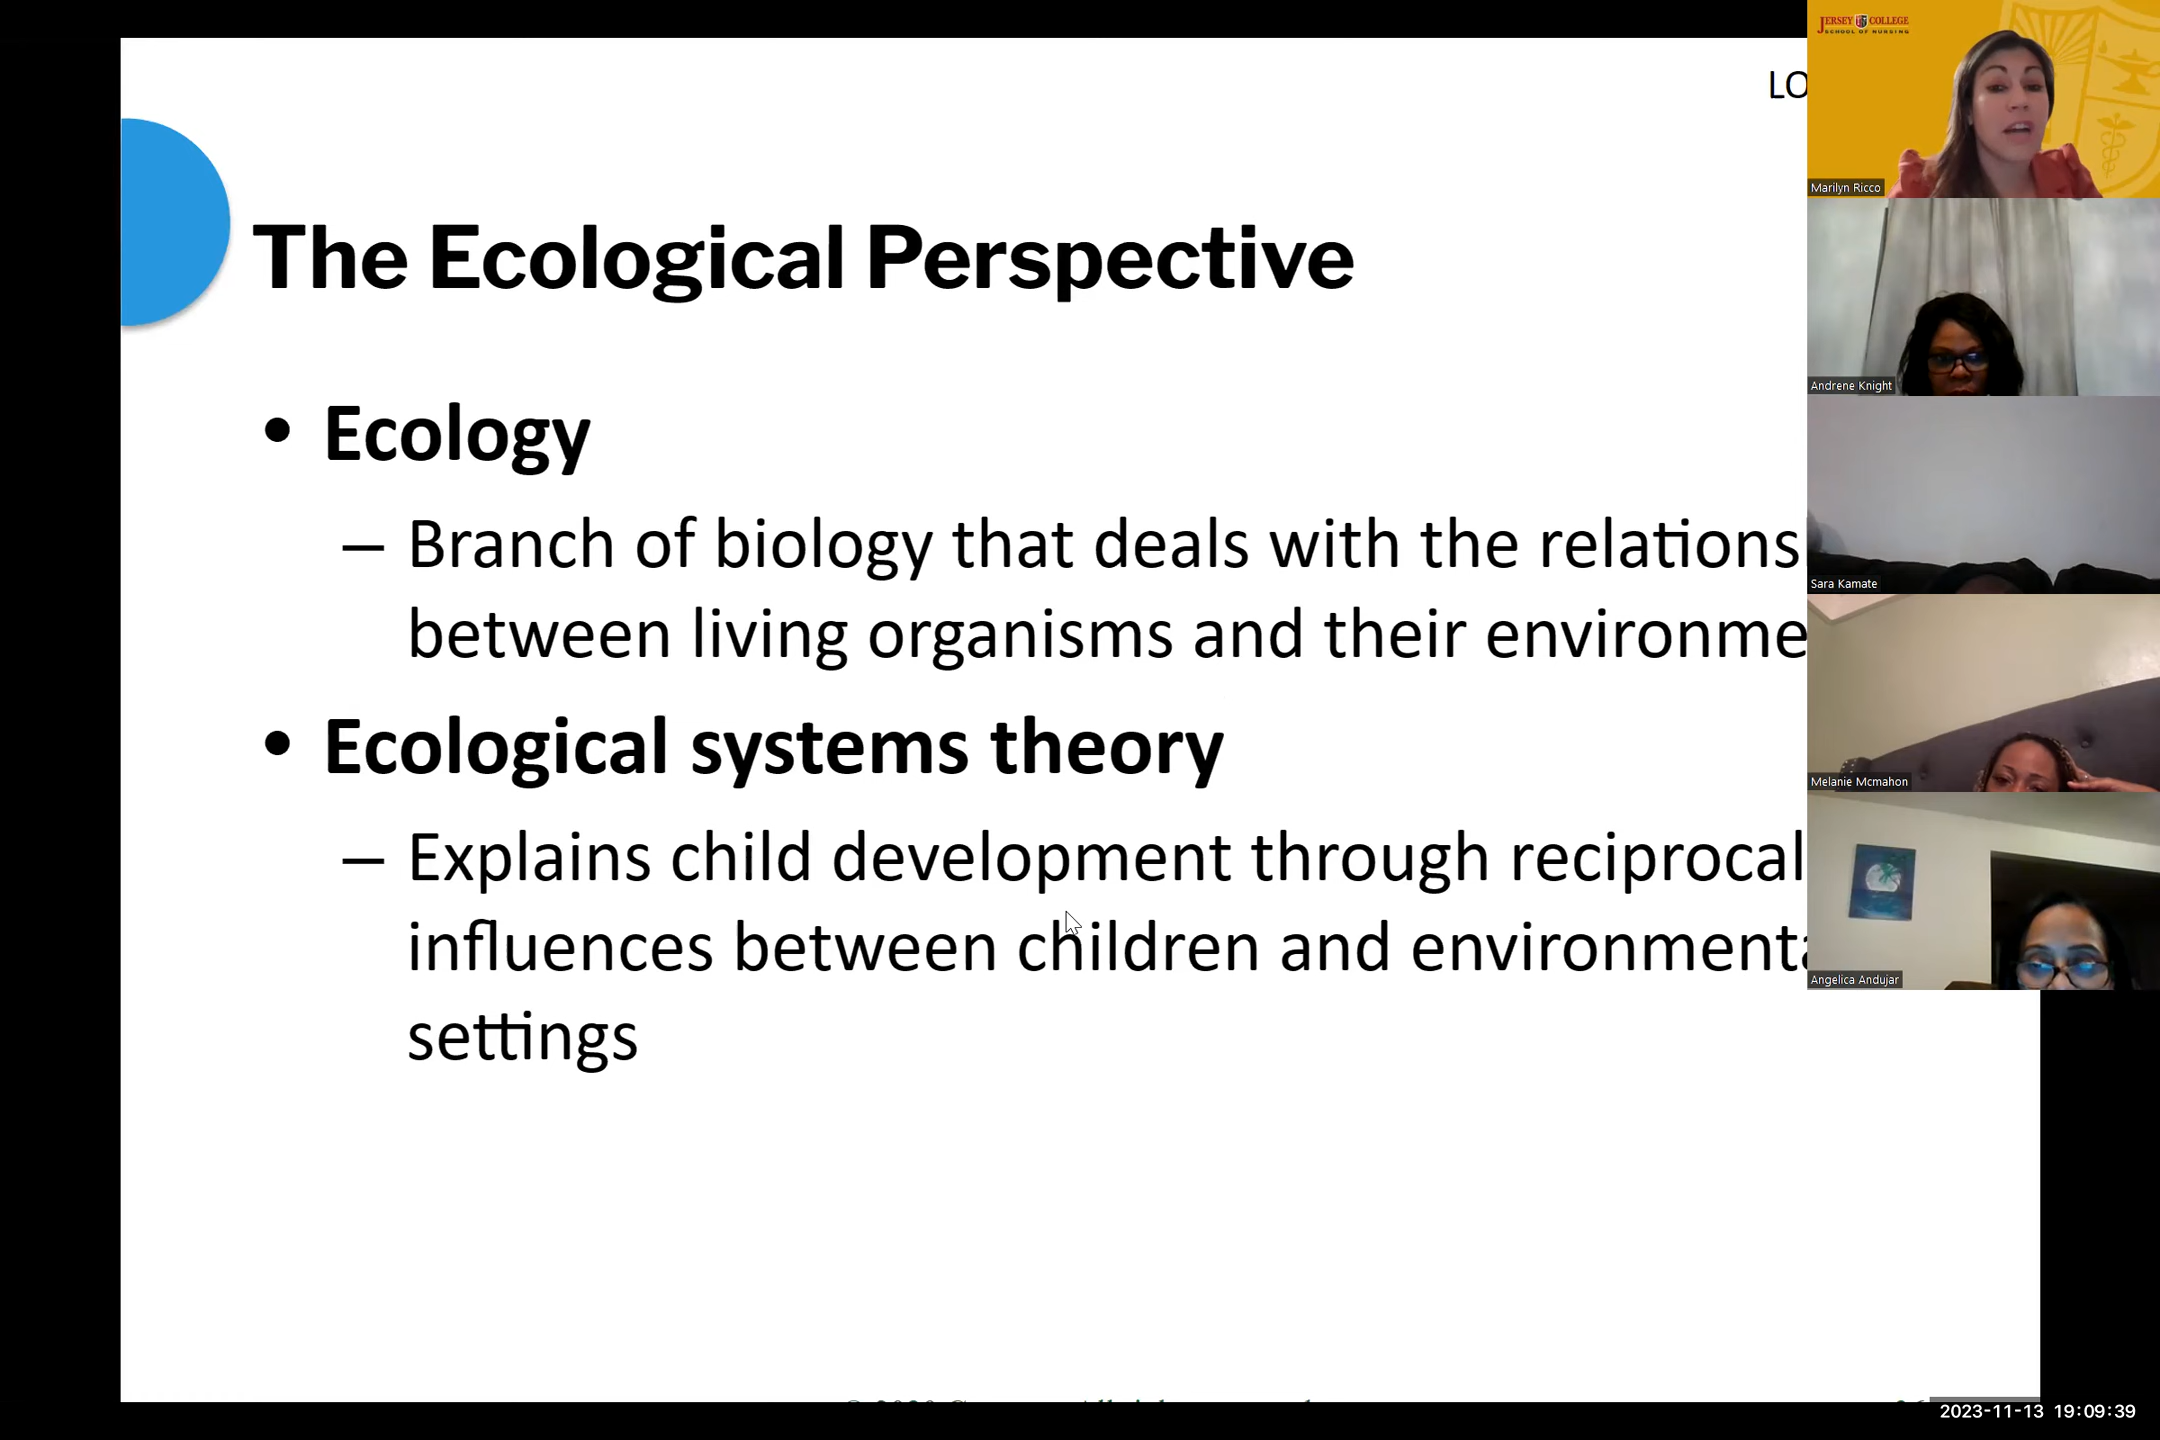 LO
The Ecological Perspective
• Ecology
– Branch of biology that deals with the relations
between living organisms and their environme
• Ecological systems theory
– Explains child development through reciprocal
influences between children and environmenta
settings
JERSEY COLLEGE
SCHOOL OF NURSING
Marilyn Ricco
Andrene Knight
Sara Kamate
Melanie Mcmahon
Angelica Andujar
2023-11-13 19:09:39